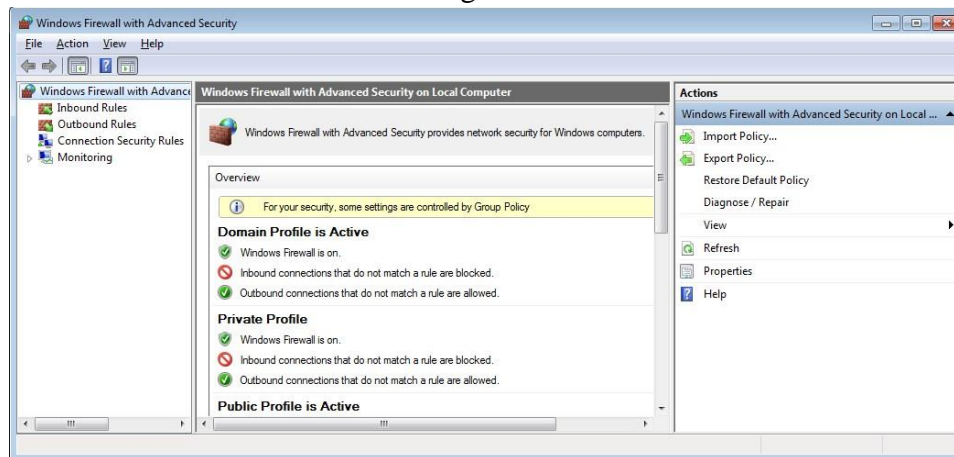 Windows Firewall with Advanced Security
File Action View Help
Windows Firewall with Advance
Inbound Rules
Outbound Rules
Connection Security Rules
Monitoring
Windows Firewall with Advanced Security on Local Computer
Windows Firewall with Advanced Security provides network security for Windows computers.
Overview
For your security, some settings are controlled by Group Policy
Domain Profile is Active
Windows Firewall is on.
Inbound connections that do not match a rule are blocked.
Outbound connections that do not match a rule are allowed.
Private Profile
Windows Firewall is on.
Inbound connections that do not match a rule are blocked.
Outbound connections that do not match a rule are allowed.
Public Profile is Active
Actions
Windows Firewall with Advanced Security on Local ...
Import Policy...
Export Policy...
Restore Default Policy
Diagnose / Repair
View
Refresh
Properties
Help